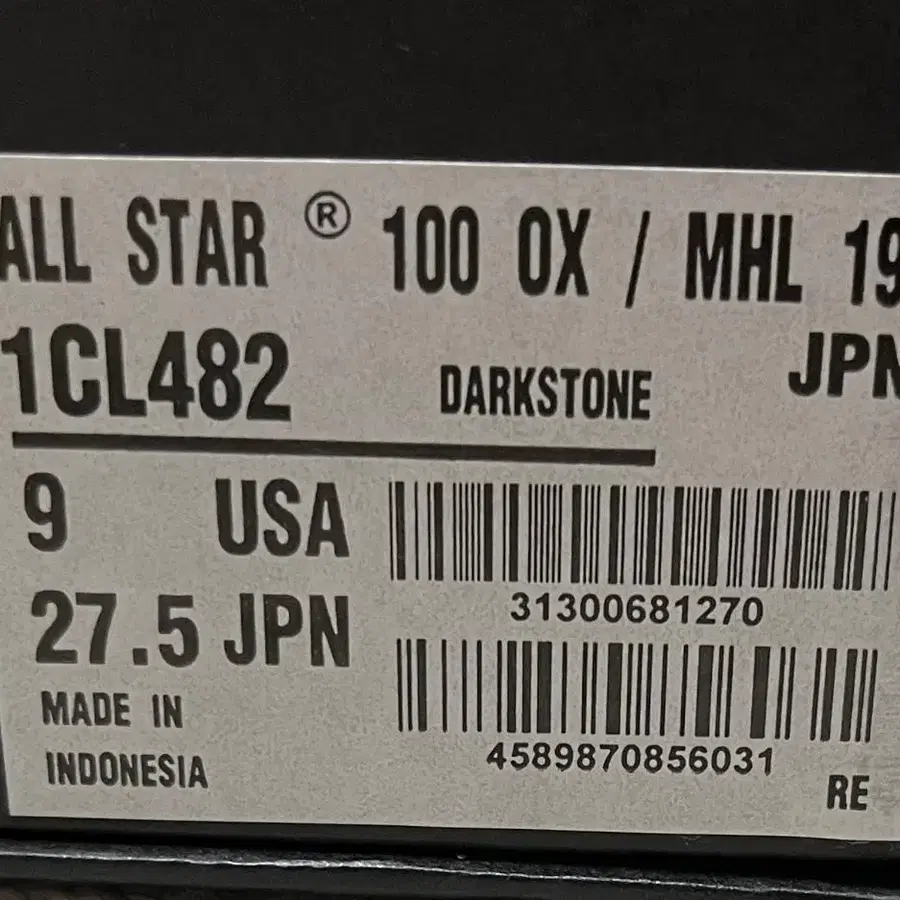 ALL STAR ® 100 OX / MHL 19
1CL482 DARKSTONE JPN
9 USA
31300681270
27.5 JPN
4589870856031
MADE IN
INDONESIA
RE